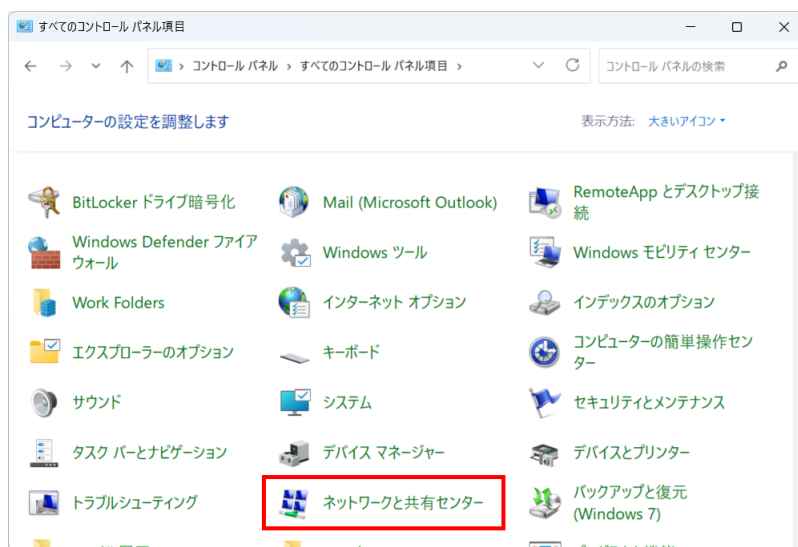 すべてのコントロール パネル項目
コントロール パネル › すべてのコントロール パネル項目 ›
コントロール パネルの検索
コンピューターの設定を調整します
表示方法: 大きいアイコン
BitLocker ドライブ暗号化
Mail (Microsoft Outlook)
RemoteApp とデスクトップ接
続
Windows Defender ファイア
ウォール
Windows ツール
Windows モビリティ センター
Work Folders
インターネット オプション
インデックスのオプション
エクスプローラーのオプション
キーボード
コンピューターの簡単操作セン
ター
サウンド
システム
セキュリティとメンテナンス
タスク バーとナビゲーション
デバイス マネージャー
デバイスとプリンター
トラブルシューティング
ネットワークと共有センター
バックアップと復元
(Windows 7)